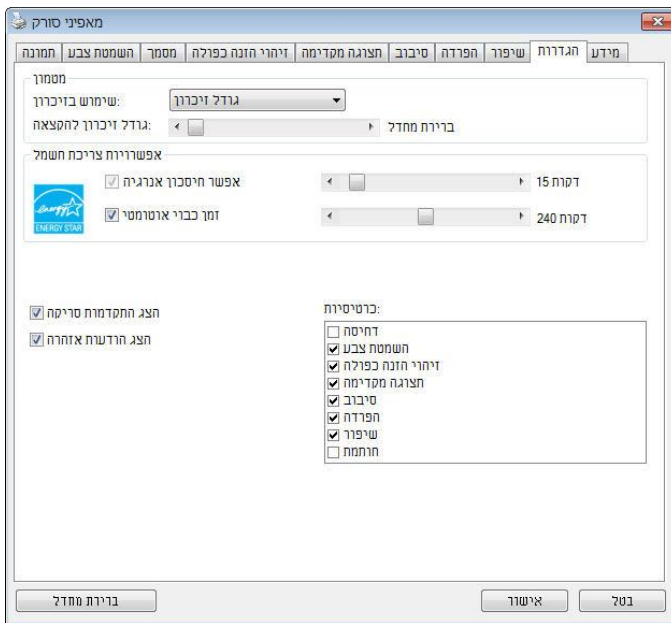 מאפיני סורק
תמונה השמטת צבע מסמך זיהוי הזנה כפולה תצוגה מקדימה סיבוב הפרדה שיפור הגדרות מידע
מטמון
שימוש בזיכרון:
גודל זיכרון
גודל זיכרון להקצאה:
ברירת מחדל
אפשרויות צריכת חשמל
אפשר חיסכון אנרגיה
דקות 15
זמן כבוי אוטומטי
דקות 240
energy
ENERGY STAR
הצג התקדמות סריקה
הצג הודעות אזהרה
כרטיסיות:
דחיסה
השמטת צבע
זיהוי הזנה כפולה
תצוגה מקדימה
סיבוב
הפרדה
שיפור
חותמת
ברירת מחדל אישור בטל